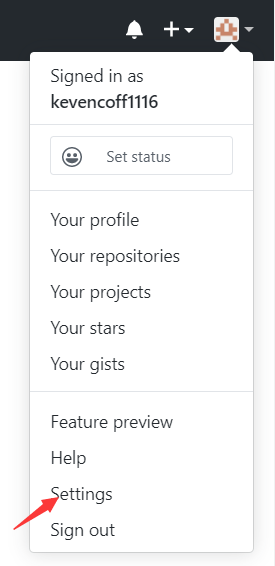 Signed in as
kevencoff1116
Set status
Your profile
Your repositories
Your projects
Your stars
Your gists
Feature preview
Help
Settings
Sign out